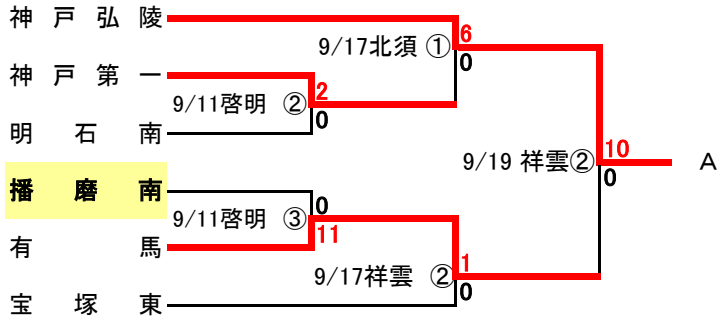 神戸弘陵
6
9/17北須 ①
0
神戸第一
2
9/11啓明 ②
0
明石南
10
9/19 祥雲②
A
0
播磨南
0
9/11啓明 ③
11
有馬
1
9/17祥雲 ②
0
宝塚東